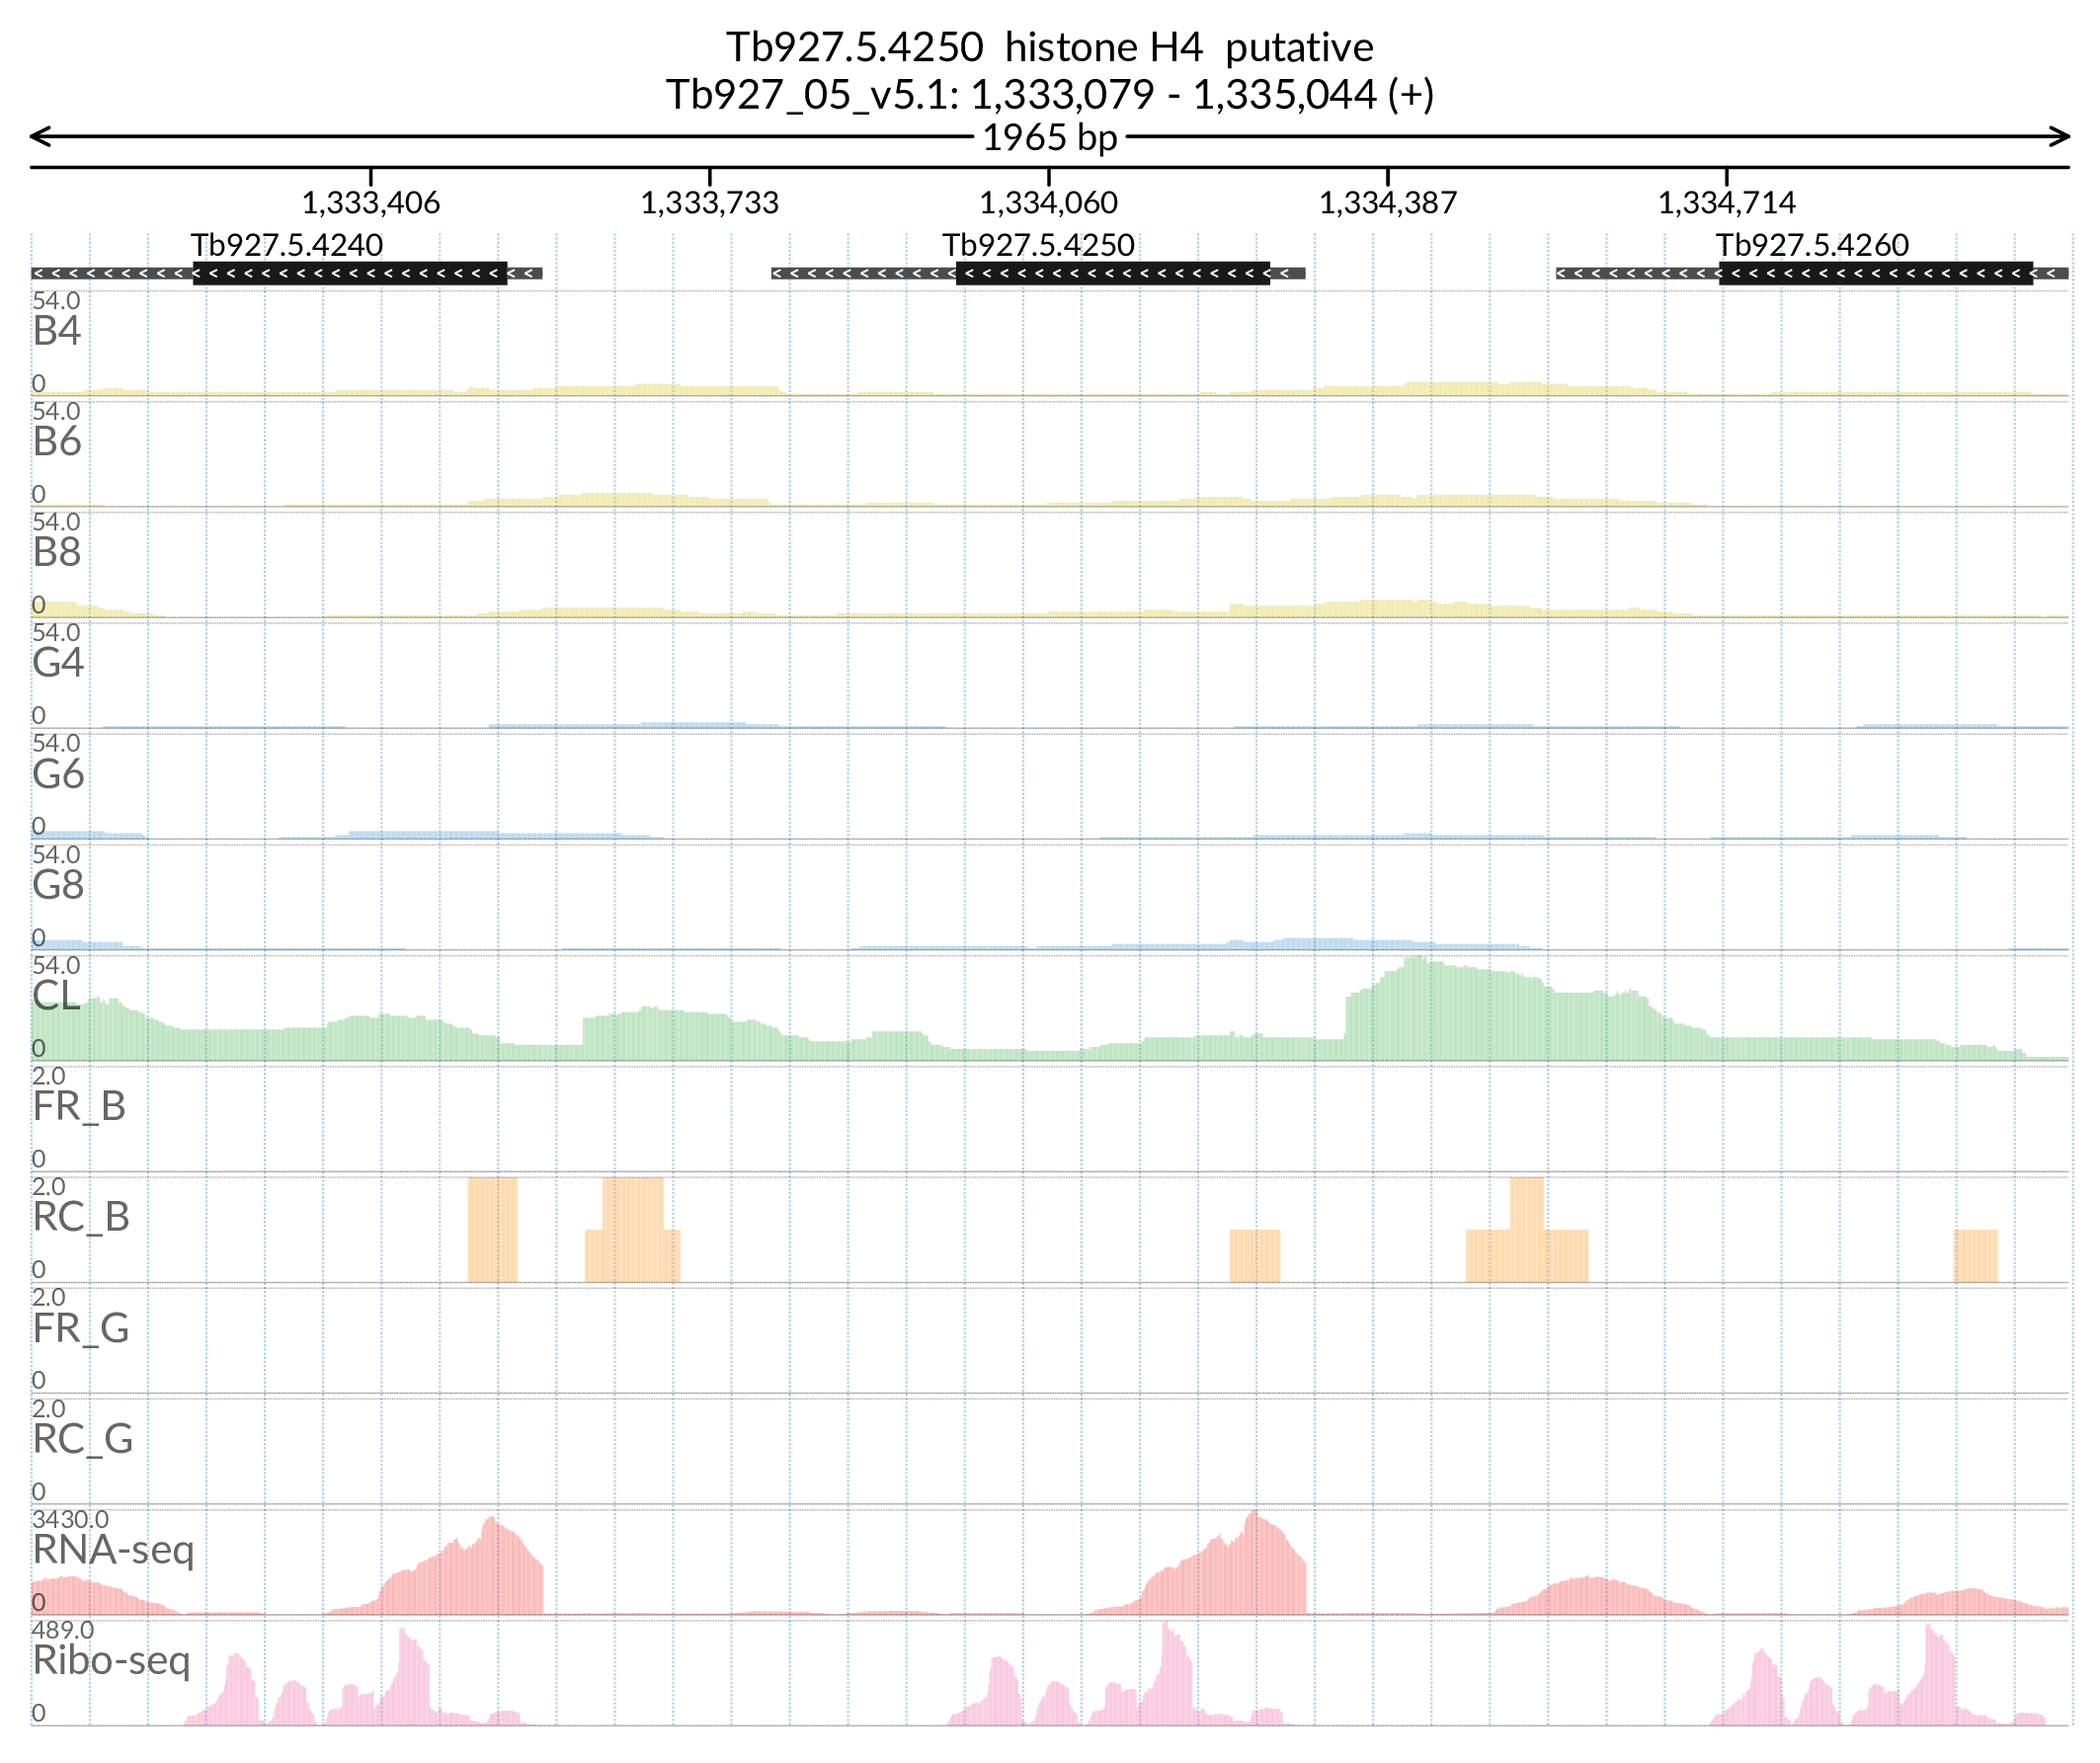 Tb927.5.4250  histone H4  putative
Tb927_05_v5.1: 1,333,079 - 1,335,044 (+)
1965 bp
1,333,406 1,333,733 1,334,060 1,334,387 1,334,714
Tb927.5.4240 Tb927.5.4250 Tb927.5.4260
54.0
B4
0
54.0
B6
0
54.0
B8
0
54.0
G4
0
54.0
G6
0
54.0
G8
0
54.0
CL
0
2.0
FR_B
0
2.0
RC_B
0
2.0
FR_G
0
2.0
RC_G
0
3430.0
RNA-seq
0
489.0
Ribo-seq
0